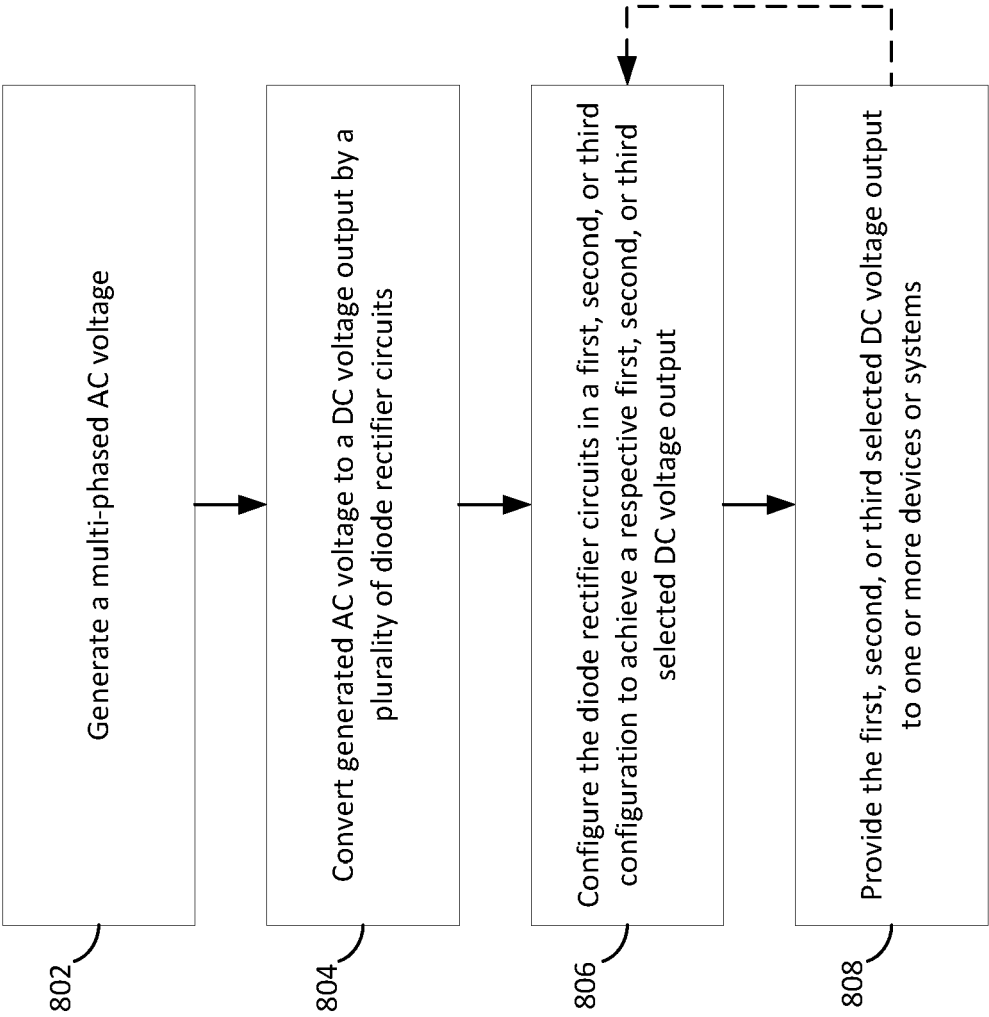 802
Generate a multi-phased AC voltage
804
Convert generated AC voltage to a DC voltage output by a
plurality of diode rectifier circuits
806
Configure the diode rectifier circuits in a first, second, or third
configuration to achieve a respective first, second, or third
selected DC voltage output
808
Provide the first, second, or third selected DC voltage output
to one or more devices or systems